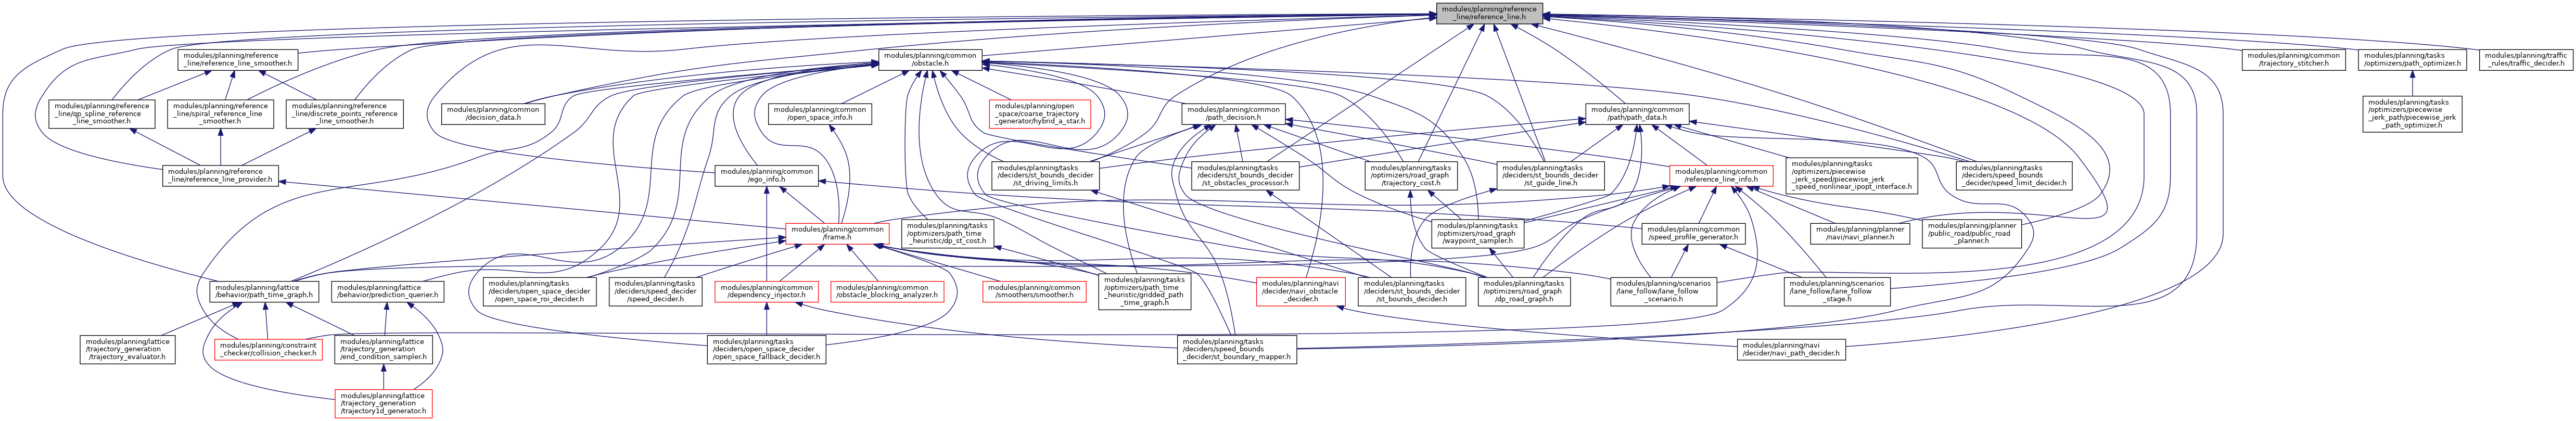 modules/planning/reference
_line/reference_line.h
modules/planning/reference
_line/reference_line_smoother.h
modules/planning/common
/obstacle.h
modules/planning/common
/trajectory_stitcher.h
modules/planning/tasks
/optimizers/path_optimizer.h
modules/planning/traffic
_rules/traffic_decider.h
modules/planning/reference
_line/qp_spline_reference
_line_smoother.h
modules/planning/reference
_line/spiral_reference_line
_smoother.h
modules/planning/reference
_line/discrete_points_reference
_line_smoother.h
modules/planning/common
/decision_data.h
modules/planning/common
/open_space_info.h
modules/planning/open
_space/coarse_trajectory
_generator/hybrid_a_star.h
modules/planning/common
/path_decision.h
modules/planning/common
/path/path_data.h
modules/planning/tasks
/optimizers/piecewise
_jerk_path/piecewise_jerk
_path_optimizer.h
modules/planning/reference
_line/reference_line_provider.h
modules/planning/common
/ego_info.h
modules/planning/tasks
/deciders/st_bounds_decider
/st_driving_limits.h
modules/planning/tasks
/deciders/st_bounds_decider
/st_obstacles_processor.h
modules/planning/tasks
/optimizers/road_graph
/trajectory_cost.h
modules/planning/tasks
/deciders/st_bounds_decider
/st_guide_line.h
modules/planning/common
/reference_line_info.h
modules/planning/tasks
/optimizers/piecewise
_jerk_speed/piecewise_jerk
_speed_nonlinear_ipopt_interface.h
modules/planning/tasks
/deciders/speed_bounds
_decider/speed_limit_decider.h
modules/planning/common
/frame.h
modules/planning/tasks
/optimizers/path_time
_heuristic/dp_st_cost.h
modules/planning/tasks
/optimizers/road_graph
/waypoint_sampler.h
modules/planning/common
/speed_profile_generator.h
modules/planning/planner
/navi/navi_planner.h
modules/planning/planner
/public_road/public_road
_planner.h
modules/planning/lattice
/behavior/path_time_graph.h
modules/planning/lattice
/behavior/prediction_querier.h
modules/planning/tasks
/deciders/open_space_decider
/open_space_roi_decider.h
modules/planning/tasks
/deciders/speed_decider
/speed_decider.h
modules/planning/common
/dependency_injector.h
modules/planning/common
/obstacle_blocking_analyzer.h
modules/planning/common
/smoothers/smoother.h
modules/planning/tasks
/optimizers/path_time
_heuristic/gridded_path
_time_graph.h
modules/planning/navi
/decider/navi_obstacle
_decider.h
modules/planning/tasks
/deciders/st_bounds_decider
/st_bounds_decider.h
modules/planning/tasks
/optimizers/road_graph
/dp_road_graph.h
modules/planning/scenarios
/lane_follow/lane_follow
_scenario.h
modules/planning/scenarios
/lane_follow/lane_follow
_stage.h
modules/planning/lattice
/trajectory_generation
/trajectory_evaluator.h
modules/planning/constraint
_checker/collision_checker.h
modules/planning/lattice
/trajectory_generation
/end_condition_sampler.h
modules/planning/tasks
/deciders/open_space_decider
/open_space_fallback_decider.h
modules/planning/tasks
/deciders/speed_bounds
_decider/st_boundary_mapper.h
modules/planning/navi
/decider/navi_path_decider.h
modules/planning/lattice
/trajectory_generation
/trajectory1d_generator.h